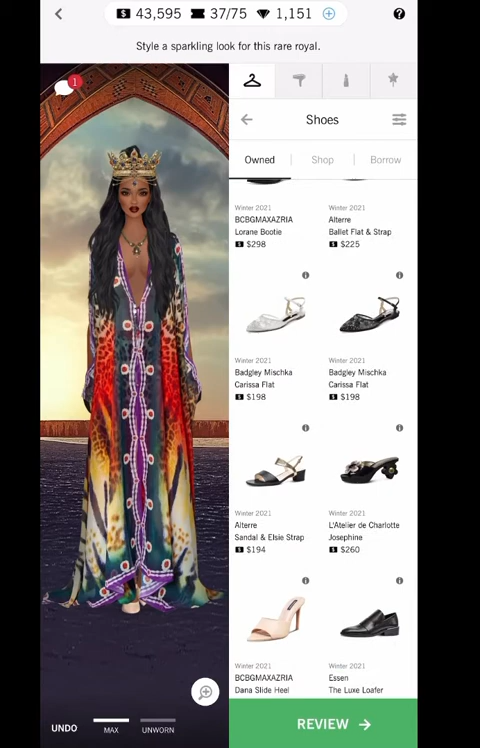 43,595 37/75 1,151
Style a sparkling look for this rare royal.
1
Shoes
Owned Shop Borrow
Winter 2021
BCBGMAXAZRIA
Lorane Bootie
$298
Winter 2021
Alterre
Ballet Flat & Strap
$225
Winter 2021
Badgley Mischka
Carissa Flat
$198
Winter 2021
Badgley Mischka
Carissa Flat
$198
Winter 2021
Alterre
Sandal & Elsie Strap
$194
Winter 2021
L'Atelier de Charlotte
Josephine
$260
Winter 2021
BCBGMAXAZRIA
Dana Slide Heel
Winter 2021
Essen
The Luxe Loafer
UNDO MAX UNWORN
REVIEW